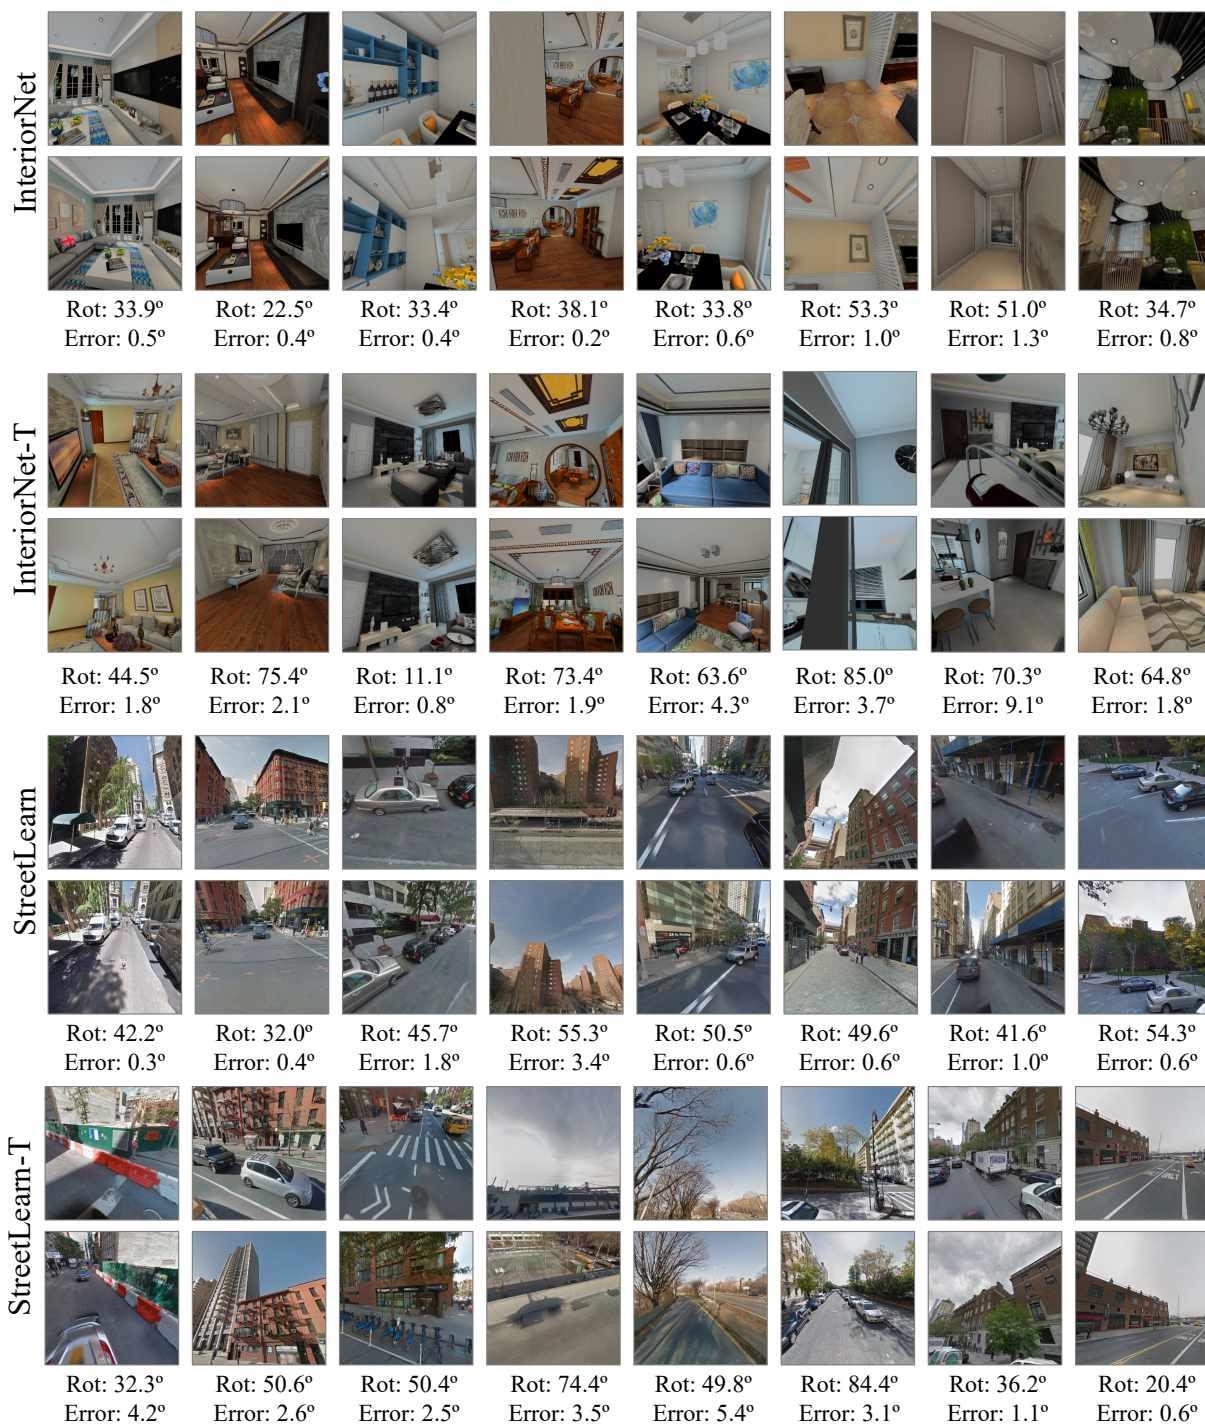 InteriorNet
Rot: 33.9º Rot: 22.5º Rot: 33.4º Rot: 38.1º Rot: 33.8º Rot: 53.3º Rot: 51.0º Rot: 34.7º
Error: 0.5º Error: 0.4º Error: 0.4º Error: 0.2º Error: 0.6º Error: 1.0º Error: 1.3º Error: 0.8º
InteriorNet-T
Rot: 44.5º Rot: 75.4º Rot: 11.1º Rot: 73.4º Rot: 63.6º Rot: 85.0º Rot: 70.3º Rot: 64.8º
Error: 1.8º Error: 2.1º Error: 0.8º Error: 1.9º Error: 4.3º Error: 3.7º Error: 9.1º Error: 1.8º
StreetLearn
Rot: 42.2º Rot: 32.0º Rot: 45.7º Rot: 55.3º Rot: 50.5º Rot: 49.6º Rot: 41.6º Rot: 54.3º
Error: 0.3º Error: 0.4º Error: 1.8º Error: 3.4º Error: 0.6º Error: 0.6º Error: 1.0º Error: 0.6º
StreetLearn-T
ONLY
Rot: 32.3º Rot: 50.6º Rot: 50.4º Rot: 74.4º Rot: 49.8º Rot: 84.4º Rot: 36.2º Rot: 20.4º
Error: 4.2º Error: 2.6º Error: 2.5º Error: 3.5º Error: 5.4º Error: 3.1º Error: 1.1º Error: 0.6º